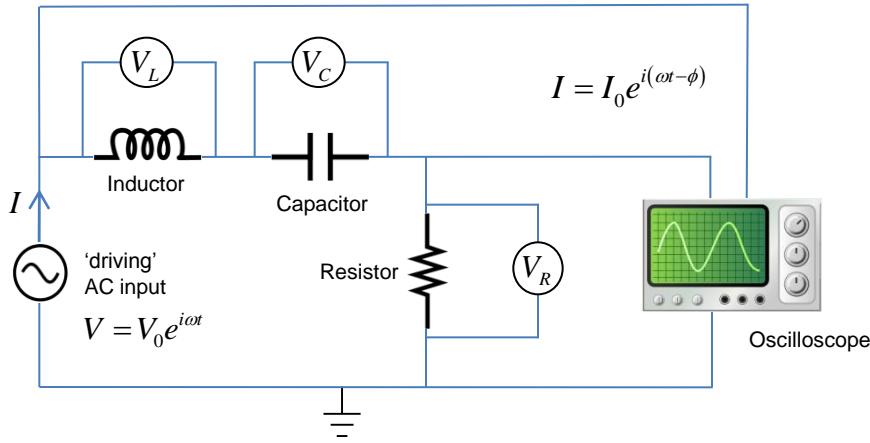 V_L
V_C
I = I_0 e^{i(ωt−ϕ)}
Inductor
Capacitor
I
'driving'
AC input
V = V_0 e^{iωt}
Resistor
V_R
Oscilloscope